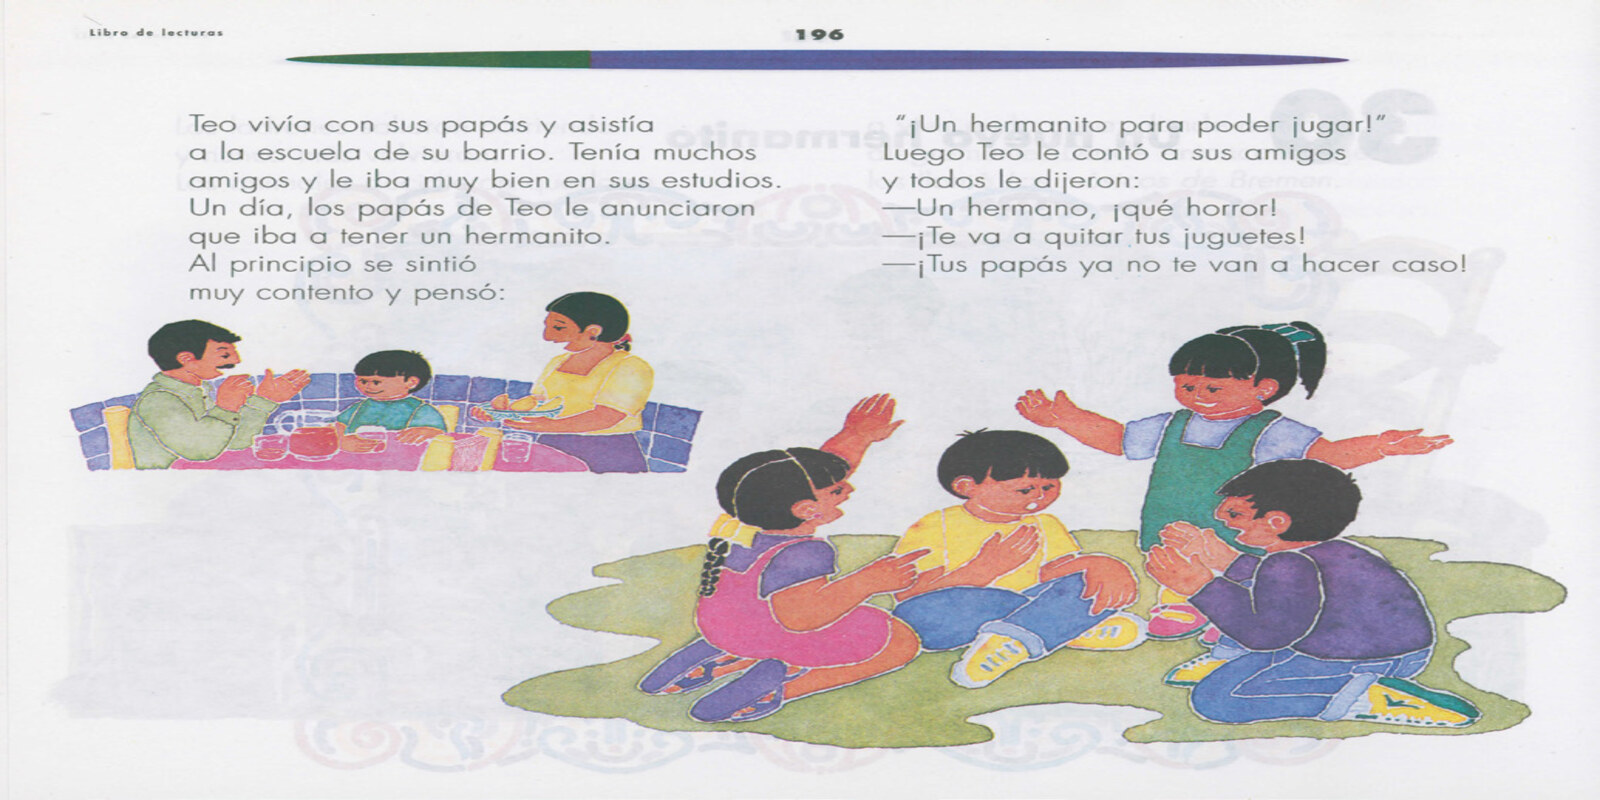 Libro de lecturas
196
Teo vivía con sus papás y asistía
a la escuela de su barrio. Tenía muchos
amigos y le iba muy bien en sus estudios.
Un día, los papás de Teo le anunciaron
que iba a tener un hermanito.
Al principio se sintió
muy contento y pensó:
“¡Un hermanito para poder jugar!”
Luego Teo le contó a sus amigos
y todos le dijeron:
—Un hermano, ¡qué horror!
—¡Te va a quitar tus juguetes!
—¡Tus papás ya no te van a hacer caso!